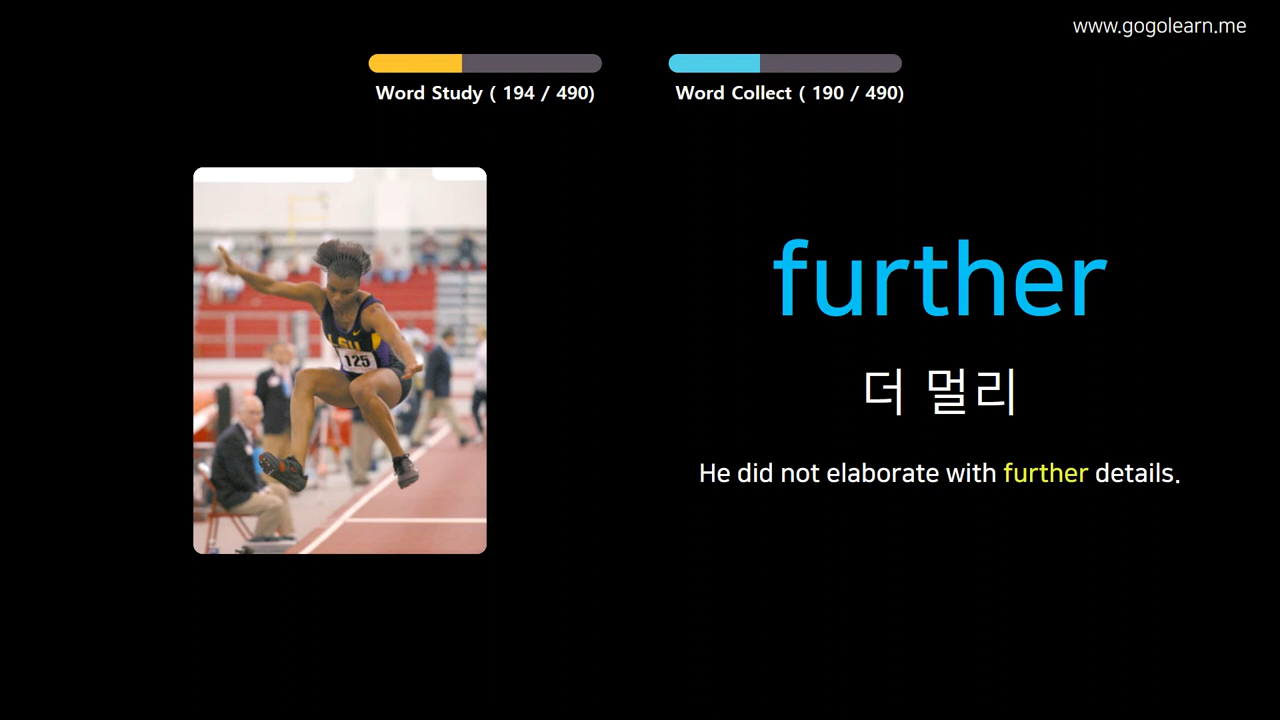 www.gogolearn.me
Word Study ( 194 / 490)
Word Collect ( 190 / 490)
further
더 멀리
He did not elaborate with further details.
LSU
125